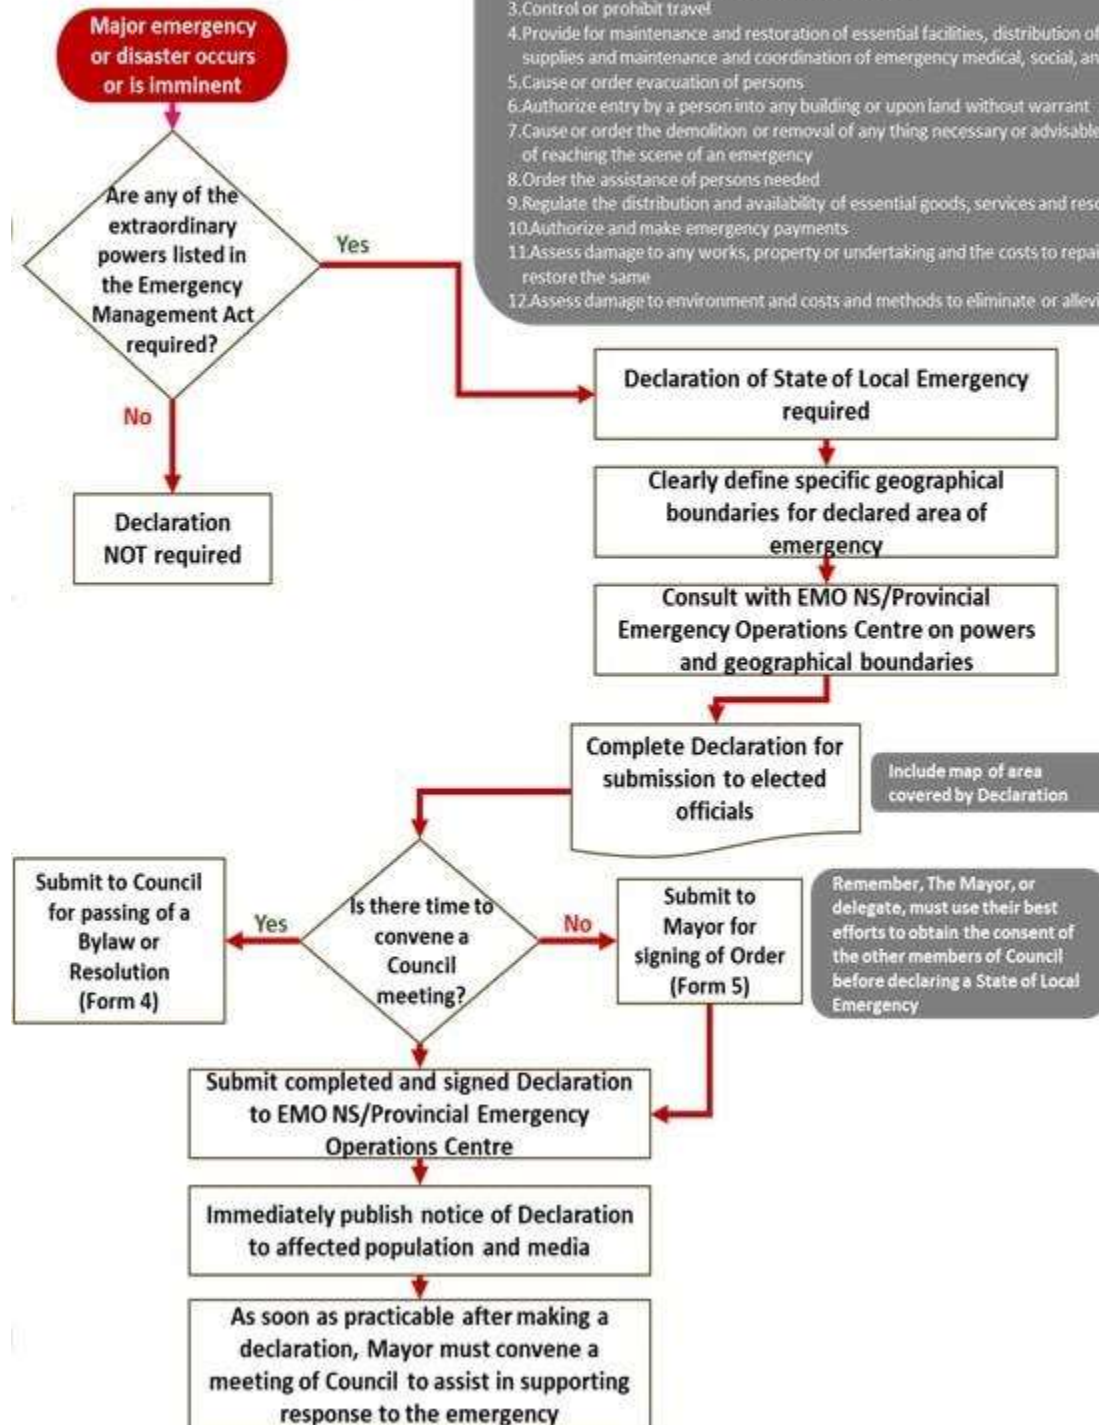 3.Control or prohibit travel
4.Provide for maintenance and restoration of essential facilities, distribution of
supplies and maintenance and coordination of emergency medical, social, an
5.Cause or order evacuation of persons
6.Authorize entry by a person into any building or upon land without warrant
7.Cause or order the demolition or removal of any thing necessary or advisable
of reaching the scene of an emergency
8.Order the assistance of persons needed
9.Regulate the distribution and availability of essential goods, services and reso
10.Authorize and make emergency payments
11.Assess damage to any works, property or undertaking and the costs to repai
restore the same
12.Assess damage to environment and costs and methods to eliminate or allevi
Major emergency
or disaster occurs
or is imminent
Are any of the
extraordinary
powers listed in
the Emergency
Management Act
required?
Yes
No
Declaration
NOT required
Declaration of State of Local Emergency
required
Clearly define specific geographical
boundaries for declared area of
emergency
Consult with EMO NS/Provincial
Emergency Operations Centre on powers
and geographical boundaries
Complete Declaration for
submission to elected
officials
Include map of area
covered by Declaration
Is there time to
convene a
Council
meeting?
Yes
Submit to Council
for passing of a
Bylaw or
Resolution
(Form 4)
No
Submit to
Mayor for
signing of Order
(Form 5)
Remember, The Mayor, or
delegate, must use their best
efforts to obtain the consent of
the other members of Council
before declaring a State of Local
Emergency
Submit completed and signed Declaration
to EMO NS/Provincial Emergency
Operations Centre
Immediately publish notice of Declaration
to affected population and media
As soon as practicable after making a
declaration, Mayor must convene a
meeting of Council to assist in supporting
response to the emergency